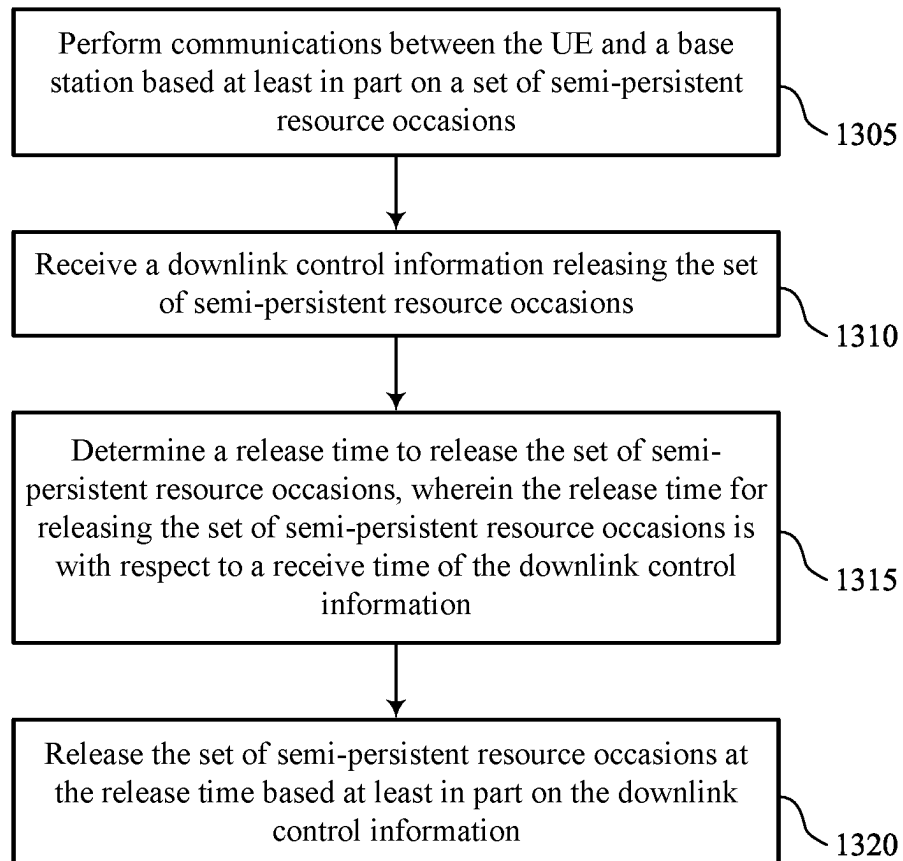 Perform communications between the UE and a base
station based at least in part on a set of semi-persistent
resource occasions
1305
Receive a downlink control information releasing the set
of semi-persistent resource occasions
1310
Determine a release time to release the set of semi-
persistent resource occasions, wherein the release time for
releasing the set of semi-persistent resource occasions is
with respect to a receive time of the downlink control
information
1315
Release the set of semi-persistent resource occasions at
the release time based at least in part on the downlink
control information
1320